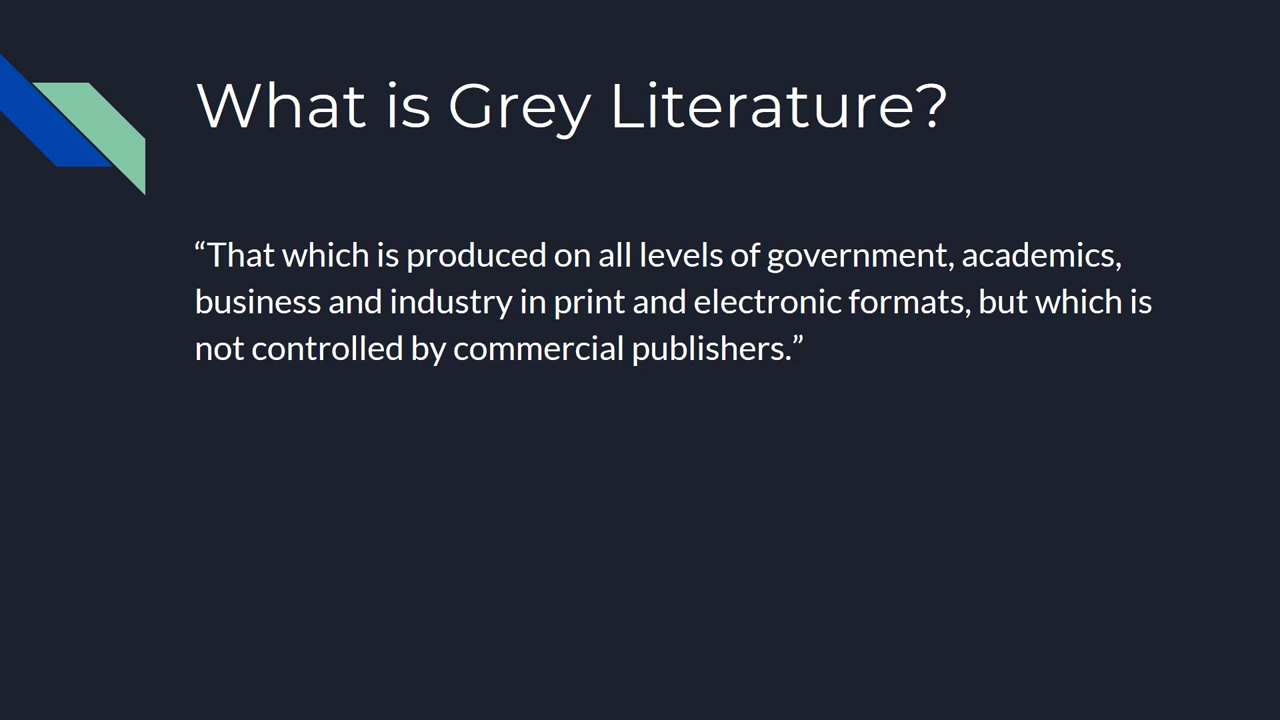 What is Grey Literature?
“That which is produced on all levels of government, academics,
business and industry in print and electronic formats, but which is
not controlled by commercial publishers.”